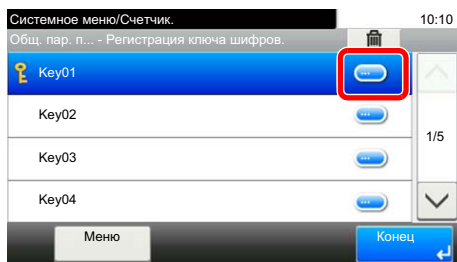 Системное меню/Счетчик. 10:10
Общ. пар. п... - Регистрация ключа шифров.
Key01
Key02
1/5
Key03
Key04
Меню Конец